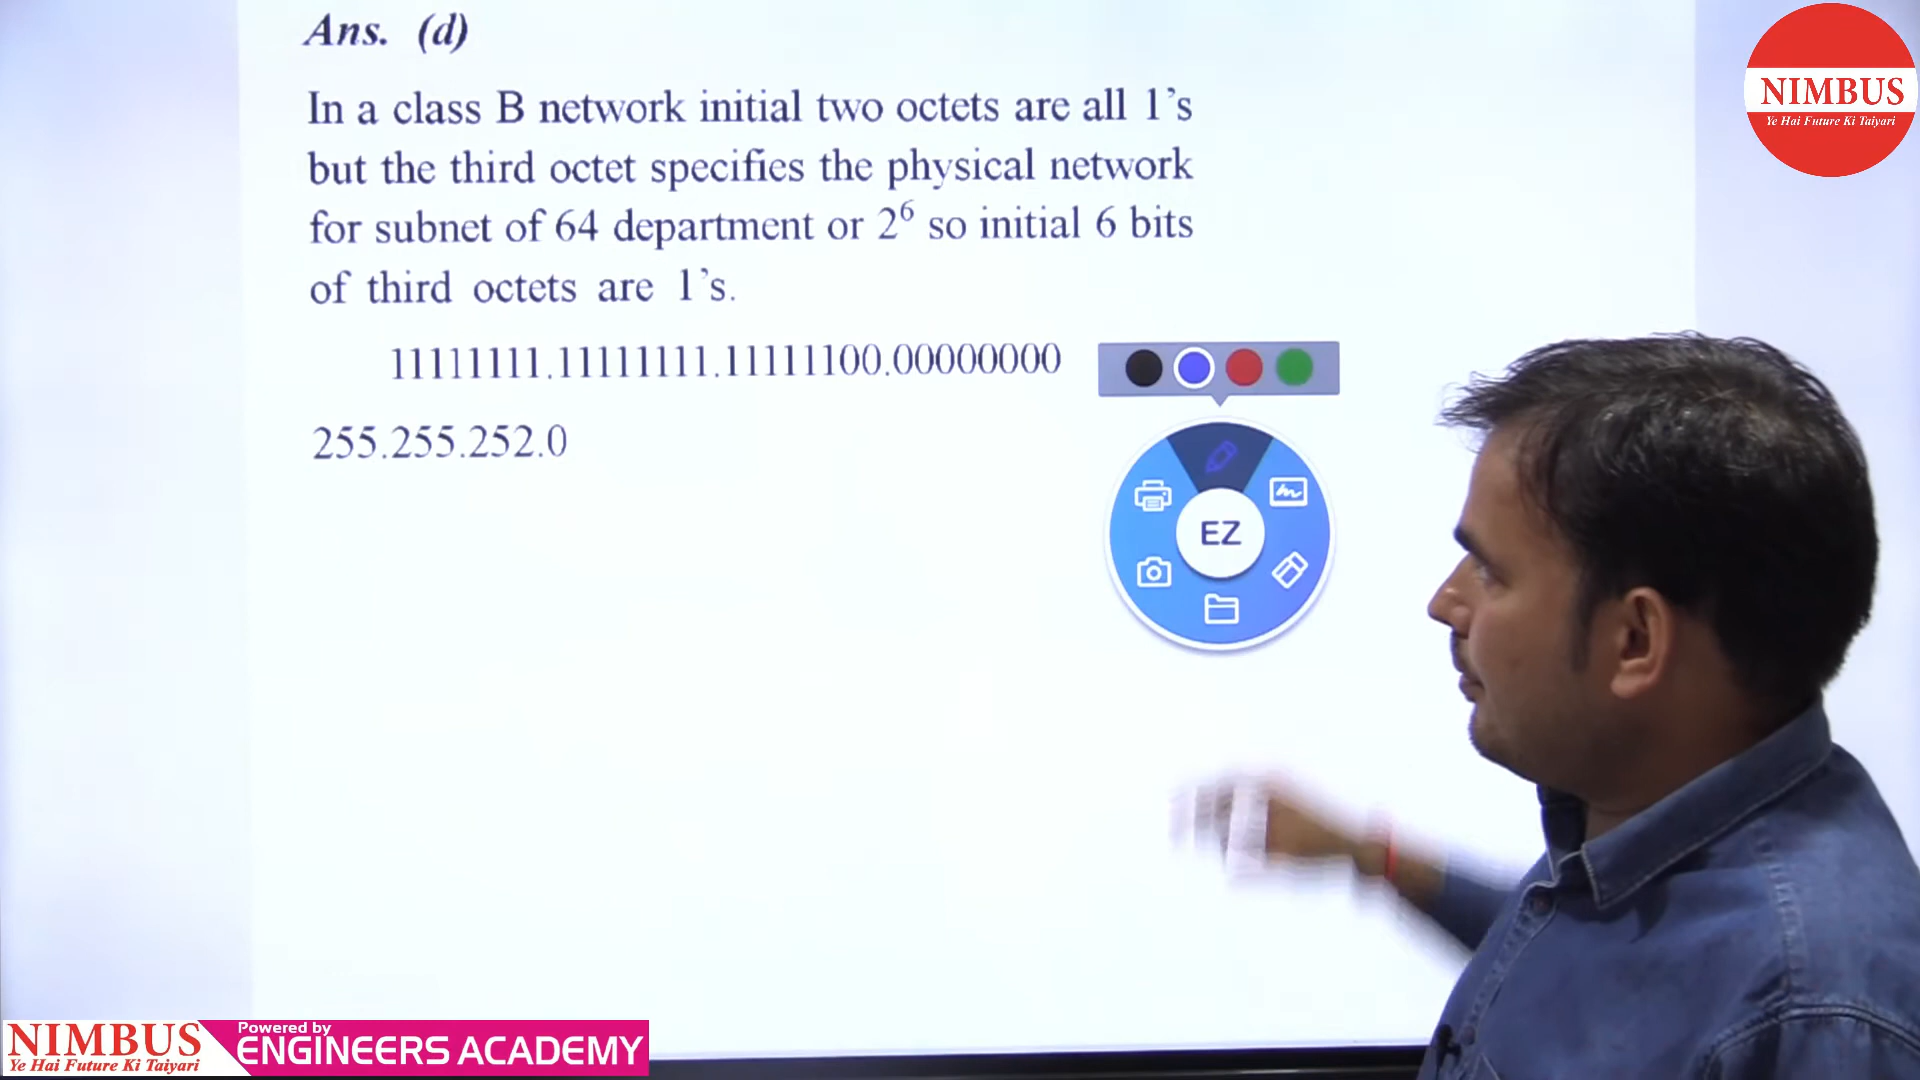 Ans. (d)
In a class B network initial two octets are all 1's
but the third octet specifies the physical network
for subnet of 64 department or 2⁶ so initial 6 bits
of third octets are 1's.
11111111.11111111.11111100.00000000
255.255.252.0
EZ
NIMBUS
Ye Hai Future Ki Taiyari
NIMBUS
Ye Hai Future Ki Taiyari
Powered by
ENGINEERS ACADEMY